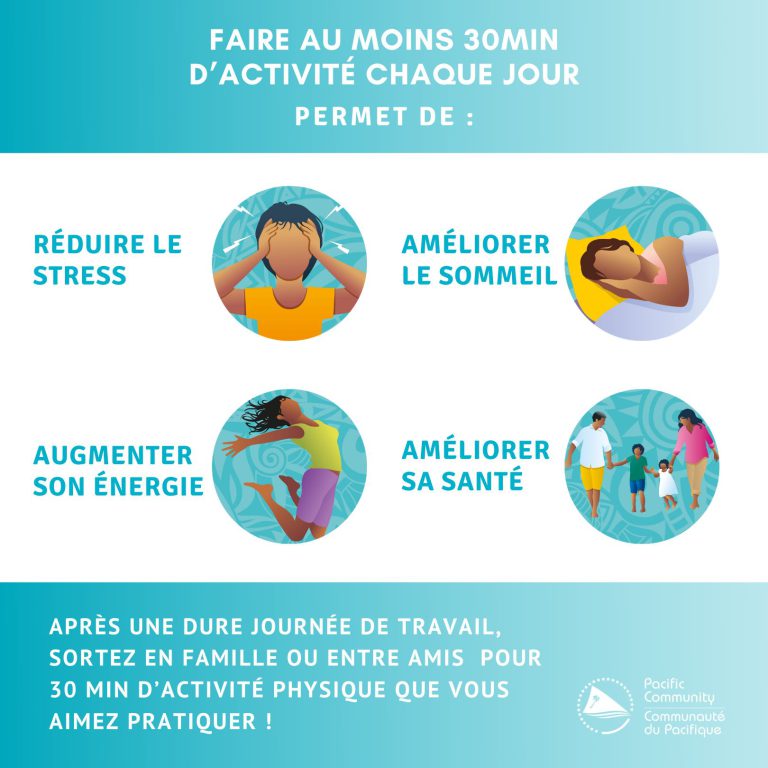 FAIRE AU MOINS 30MIN
D'ACTIVITÉ CHAQUE JOUR
PERMET DE :
RÉDUIRE LE
STRESS
AMÉLIORER
LE SOMMEIL
AUGMENTER
SON ÉNERGIE
AMÉLIORER
SA SANTÉ
APRÈS UNE DURE JOURNÉE DE TRAVAIL,
SORTEZ EN FAMILLE OU ENTRE AMIS POUR
30 MIN D'ACTIVITÉ PHYSIQUE QUE VOUS
AIMEZ PRATIQUER !
Pacific
Community
Communauté
du Pacifique